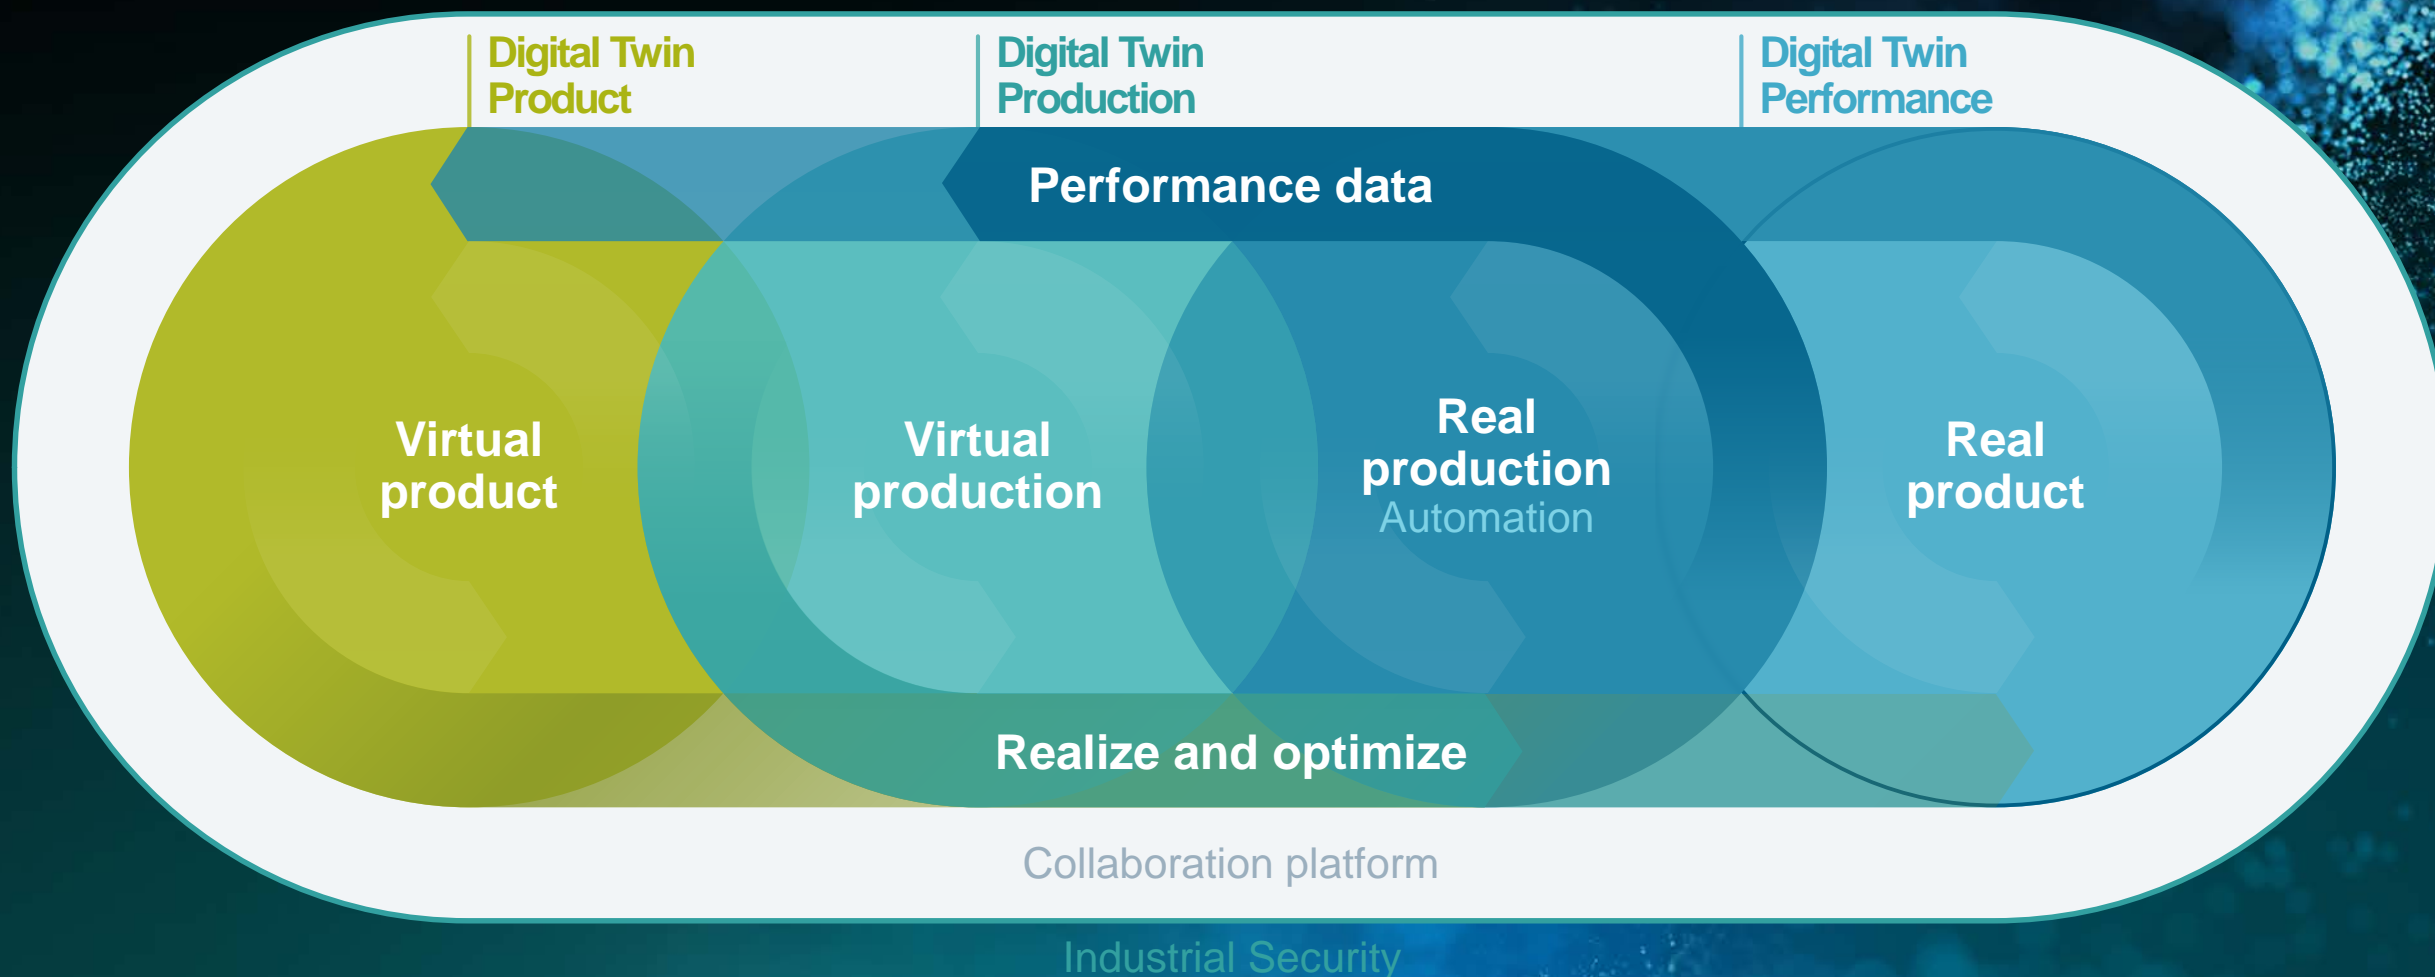 Digital Twin
Product
Digital Twin
Production
Digital Twin
Performance
Performance data
Virtual
product
Virtual
production
Real
production
Automation
Real
product
Realize and optimize
Collaboration platform
Industrial Security